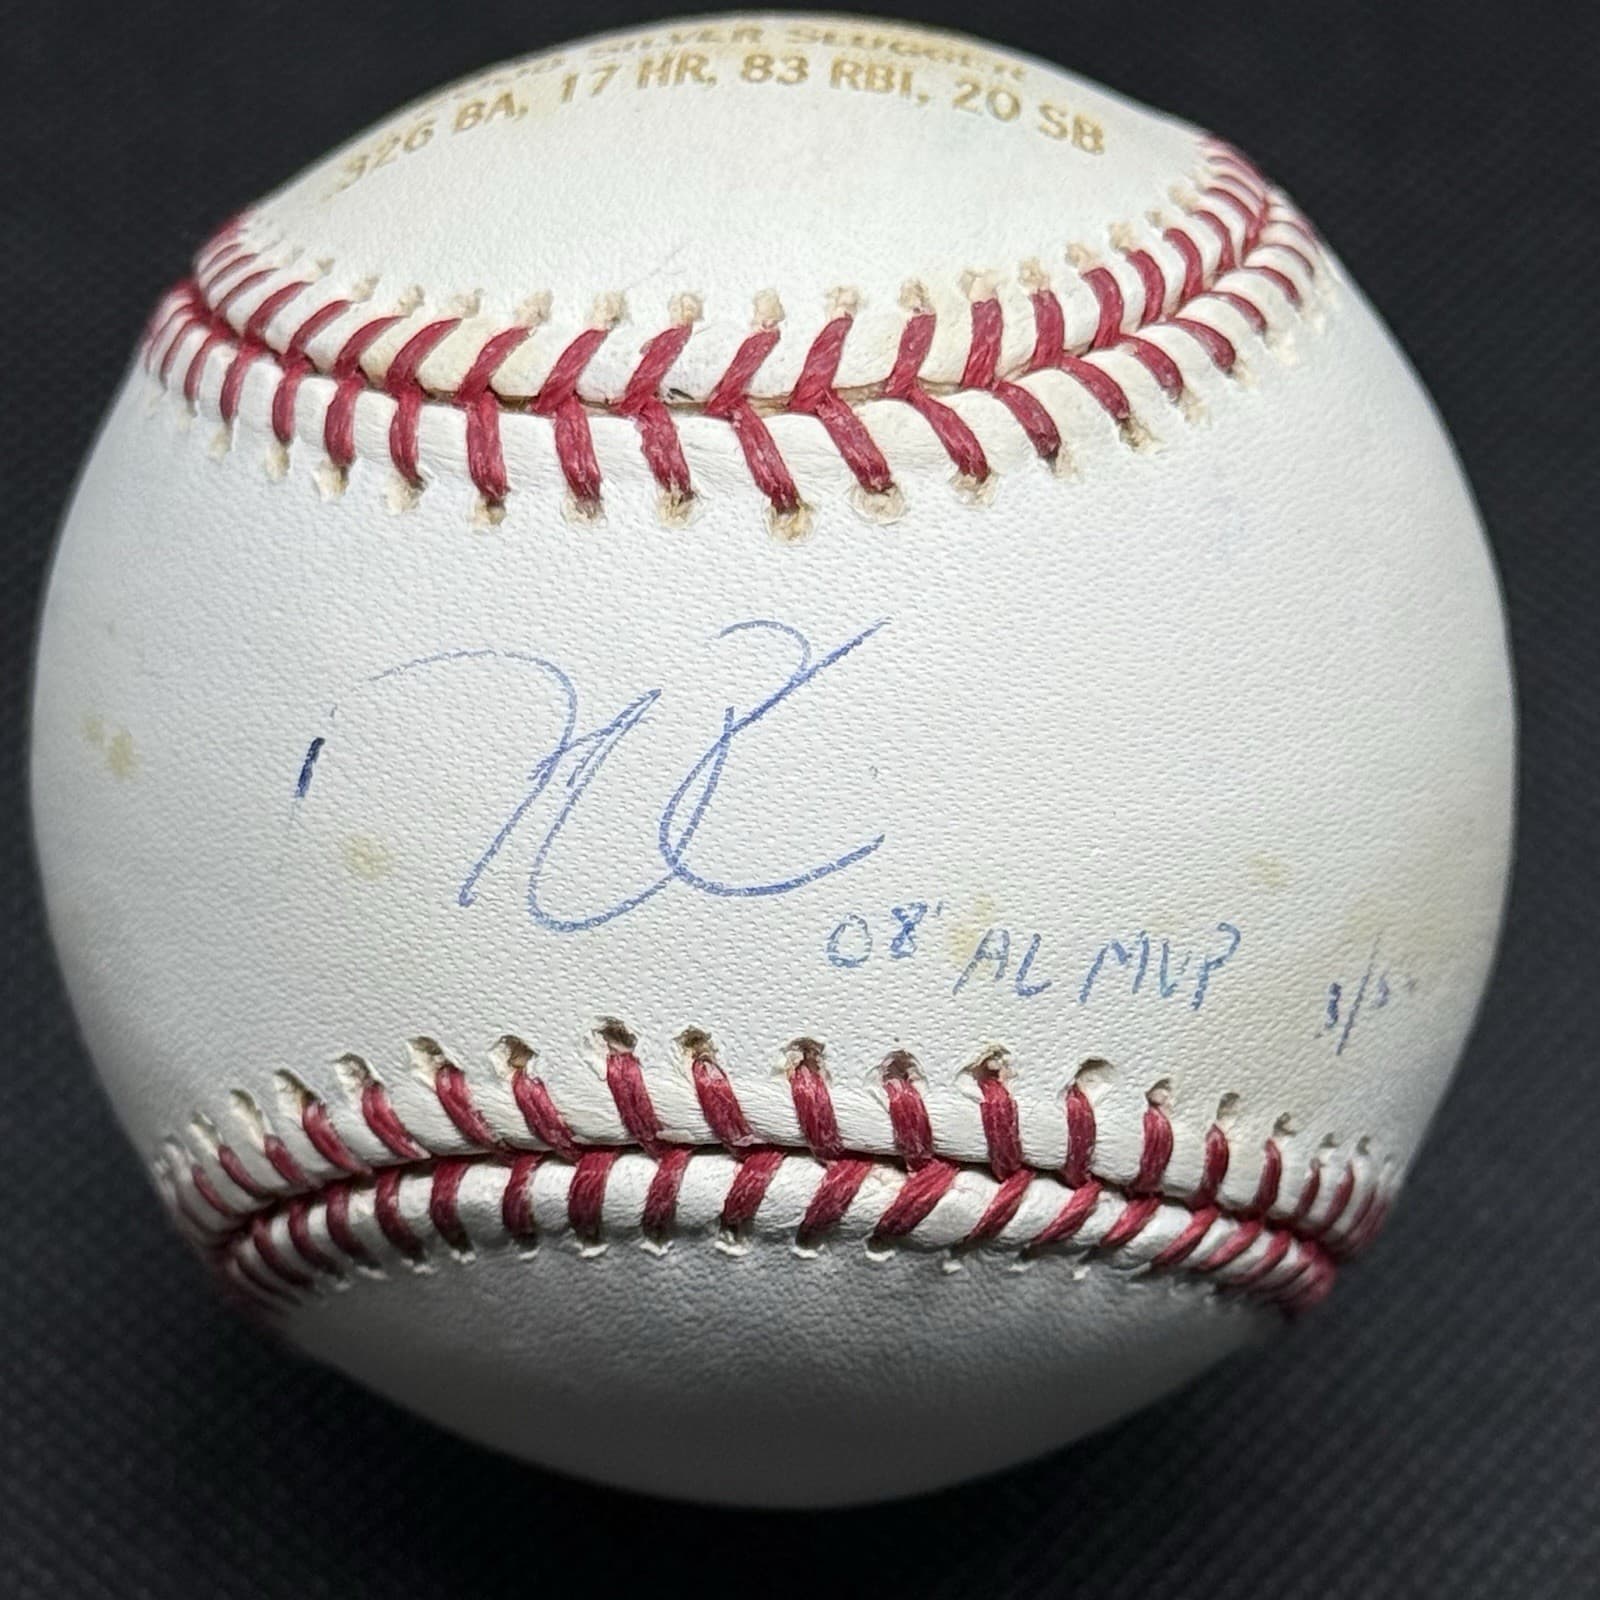 SILVER SLUGGER
.326 BA, 17 HR, 83 RBI, 20 SB
08' AL MVP